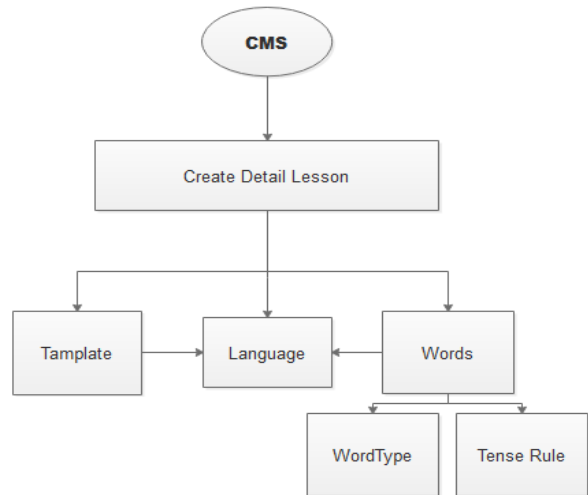 CMS
Create Detail Lesson
Tamplate
Language
Words
WordType
Tense Rule